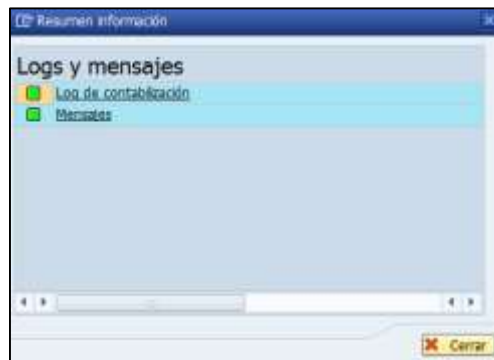 Resumen información
Logs y mensajes
Log de contabilización
Mensajes
Cerrar